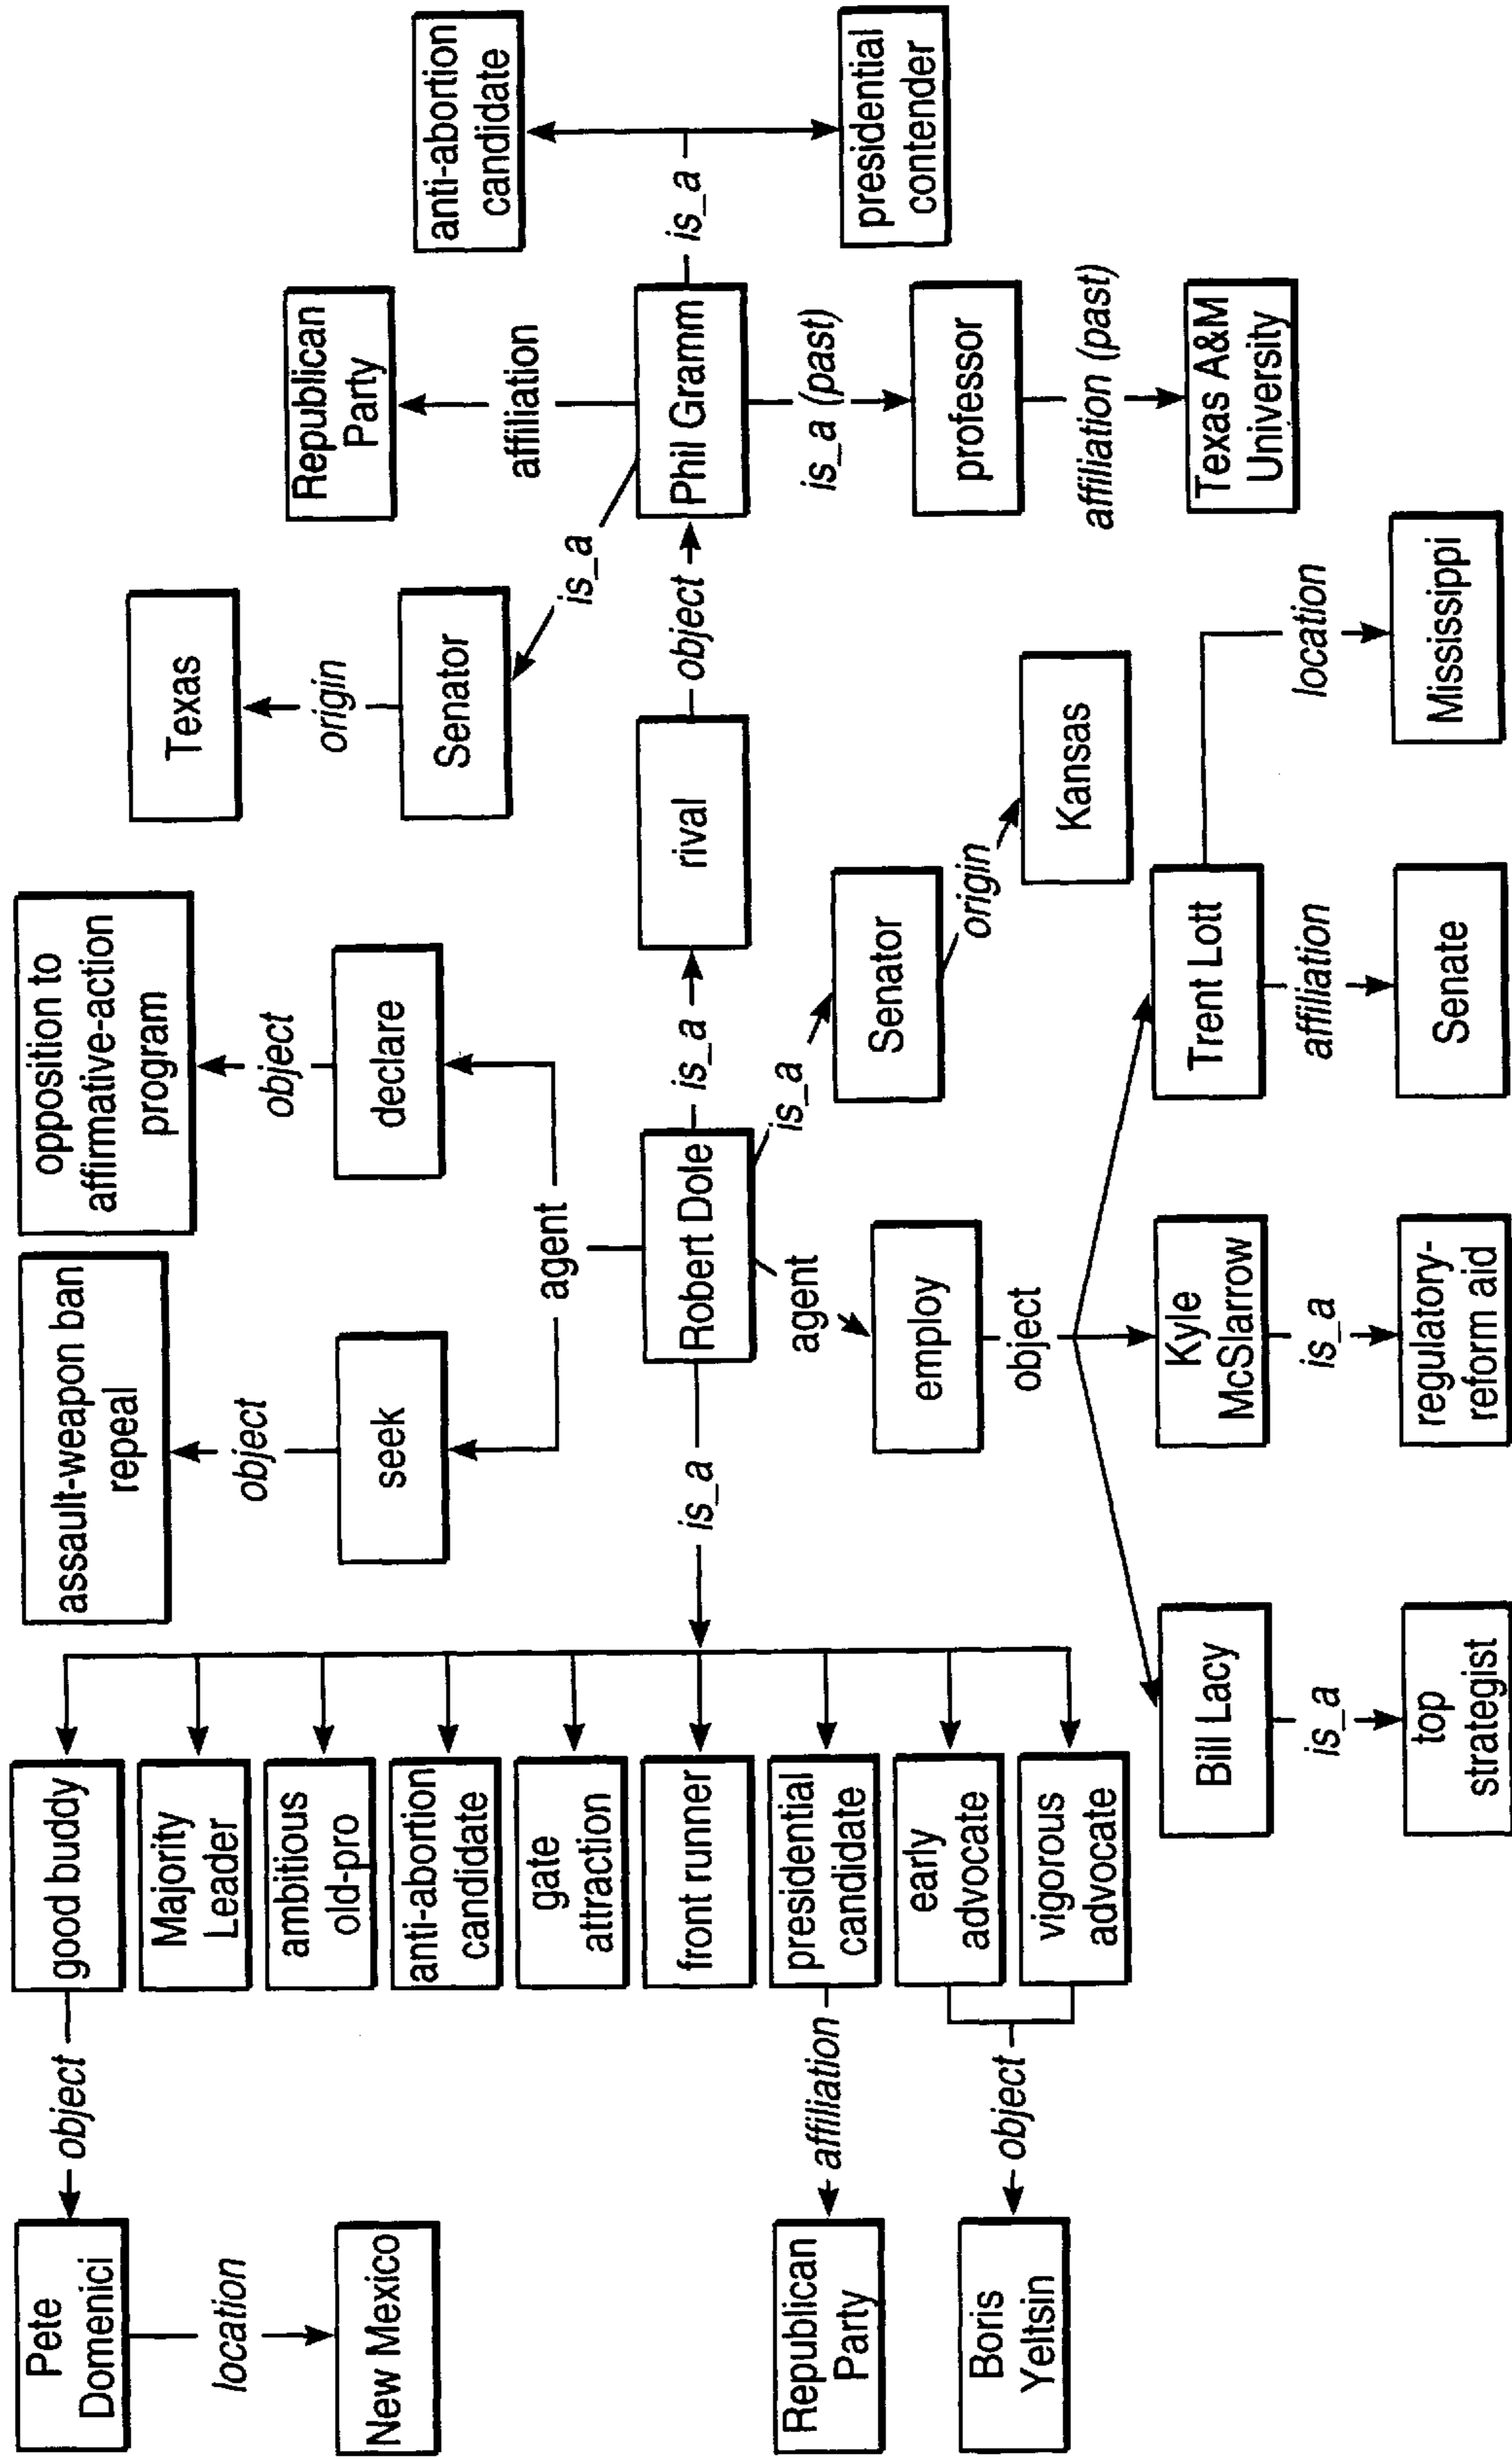 Pete
Domenici
object
good buddy
assault-weapon ban
repeal
opposition to
affirmative-action
program
location
New Mexico
Majority
Leader
ambitious
old-pro
anti-abortion
candidate
gate
attraction
front runner
presidential
candidate
early
advocate
vigorous
advocate
affiliation
Republican
Party
object
Boris
Yeltsin
is_a
object
seek
object
declare
agent
Robert Dole
is_a
rival
object
Phil Gramm
Texas
origin
Senator
is_a
Republican
Party
affiliation
is_a
anti-abortion
candidate
presidential
contender
is_a (past)
professor
affiliation (past)
Texas A&M
University
is_a
Senator
origin
Kansas
agent
employ
object
Bill Lacy
is_a
top
strategist
Kyle
McSlarrow
is_a
regulatory-
reform aid
Trent Lott
affiliation
Senate
location
Mississippi